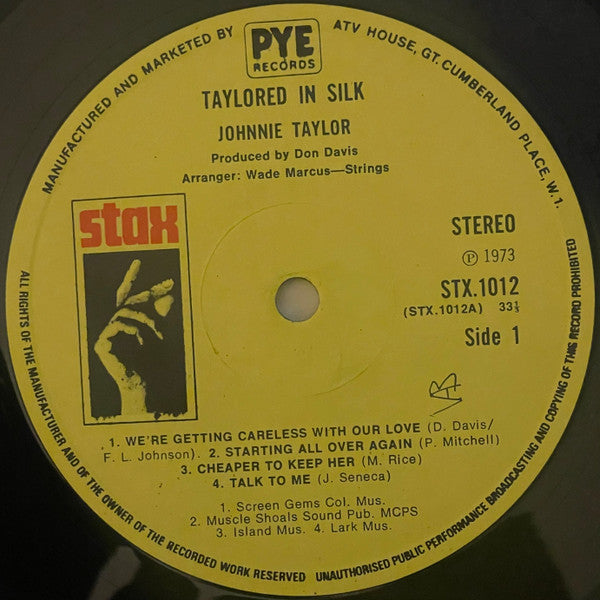 MANUFACTURED AND MARKETED BY
PYE
RECORDS
ATV HOUSE, GT. CUMBERLAND PLACE, W.1.
TAYLORED IN SILK
JOHNNIE TAYLOR
Produced by Don Davis
Arranger: Wade Marcus—Strings
stax
STEREO
Ⓟ 1973
STX.1012
(STX.1012A) 33⅓
Side 1
1. WE'RE GETTING CARELESS WITH OUR LOVE (D. Davis/
F. L. Johnson). 2. STARTING ALL OVER AGAIN (P. Mitchell)
3. CHEAPER TO KEEP HER (M. Rice)
4. TALK TO ME (J. Seneca)
1. Screen Gems Col. Mus.
2. Muscle Shoals Sound Pub. MCPS
3. Island Mus. 4. Lark Mus.
ALL RIGHTS OF THE MANUFACTURER AND OF THE OWNER OF THE RECORDED WORK RESERVED UNAUTHORISED PUBLIC PERFORMANCE BROADCASTING AND COPYING OF THIS RECORD PROHIBITED